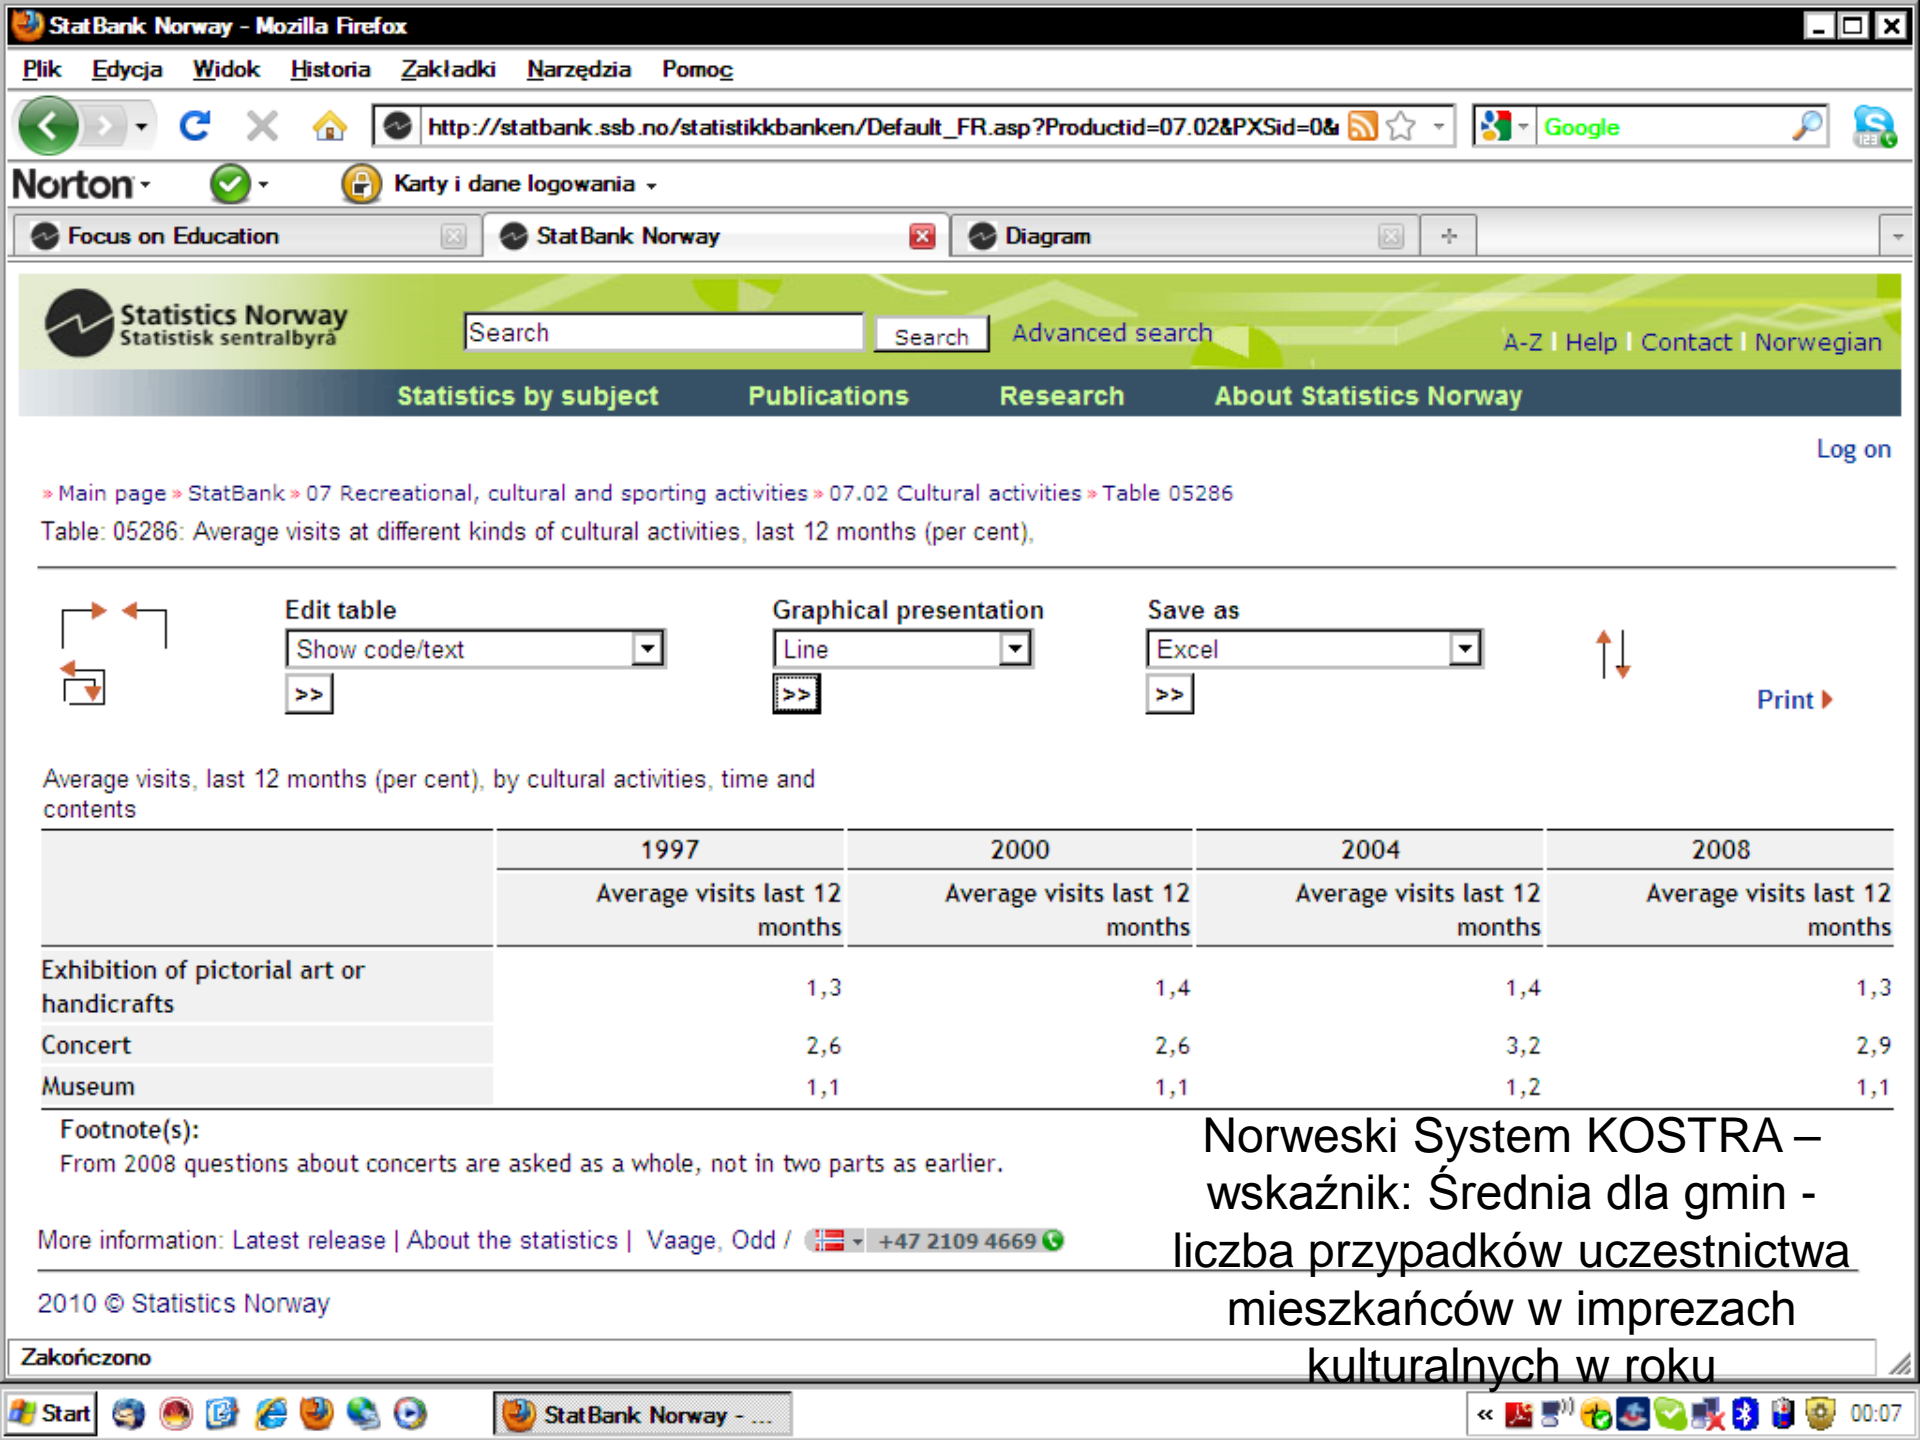 StatBank Norway - Mozilla Firefox
Plik Edycja Widok Historia Zakładki Narzędzia Pomoc
http://statbank.ssb.no/statistikkbanken/Default_FR.asp?Productid=07.02&PXSid=0& Google
Norton Karty i dane logowania
Focus on Education StatBank Norway Diagram
Statistics Norway
Statistisk sentralbyrå
Search Search Advanced search
A-Z | Help | Contact | Norwegian
Statistics by subject Publications Research About Statistics Norway
Log on
» Main page » StatBank » 07 Recreational, cultural and sporting activities » 07.02 Cultural activities » Table 05286
Table: 05286: Average visits at different kinds of cultural activities, last 12 months (per cent),
Edit table Graphical presentation Save as
Show code/text Line Excel
>> >> >>
Print
Average visits, last 12 months (per cent), by cultural activities, time and
contents
1997 2000 2004 2008
Average visits last 12 Average visits last 12 Average visits last 12 Average visits last 12
months months months months
Exhibition of pictorial art or
handicrafts 1,3 1,4 1,4 1,3
Concert 2,6 2,6 3,2 2,9
Museum 1,1 1,1 1,2 1,1
Footnote(s):
From 2008 questions about concerts are asked as a whole, not in two parts as earlier.
More information: Latest release | About the statistics | Vaage, Odd / +47 2109 4669
2010 © Statistics Norway
Norweski System KOSTRA –
wskaźnik: Średnia dla gmin -
liczba przypadków uczestnictwa
mieszkańców w imprezach
kulturalnych w roku
Zakończono
Start StatBank Norway - ... « 00:07